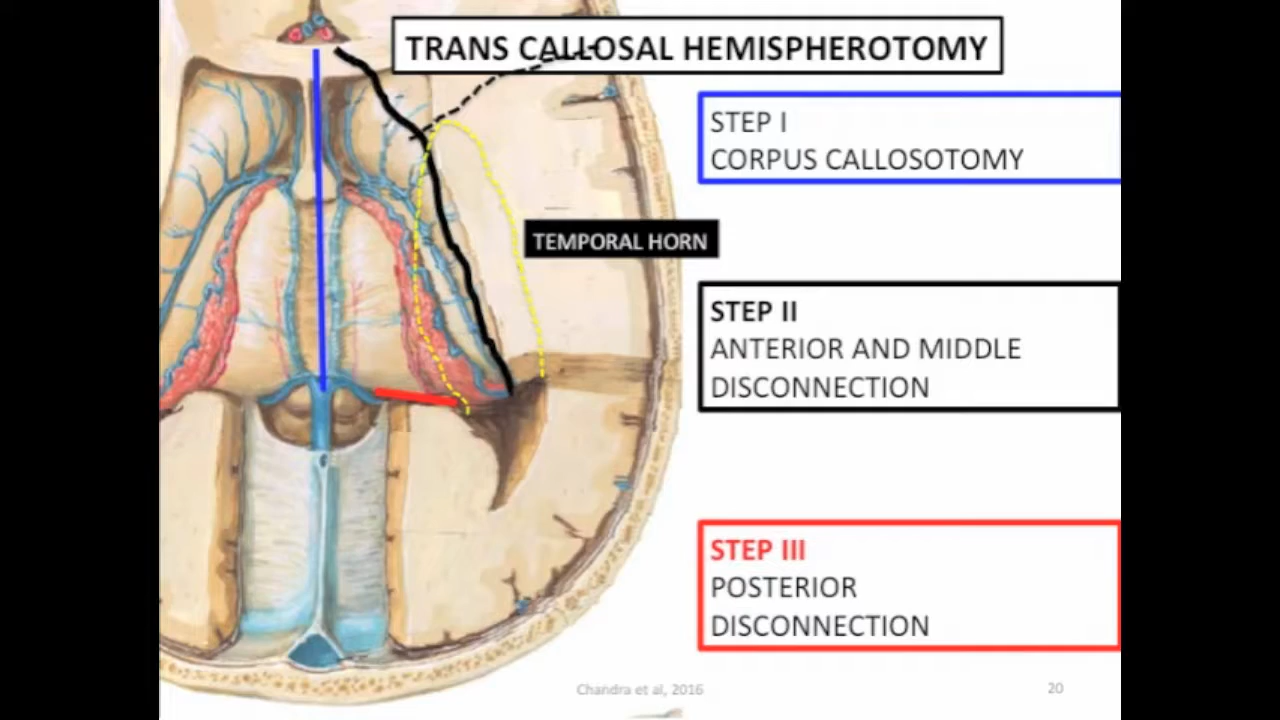 TRANS CALLOSAL HEMISPHEROTOMY
STEP I
CORPUS CALLOSOTOMY
TEMPORAL HORN
STEP II
ANTERIOR AND MIDDLE
DISCONNECTION
STEP III
POSTERIOR
DISCONNECTION
Chandra et al, 2016
20